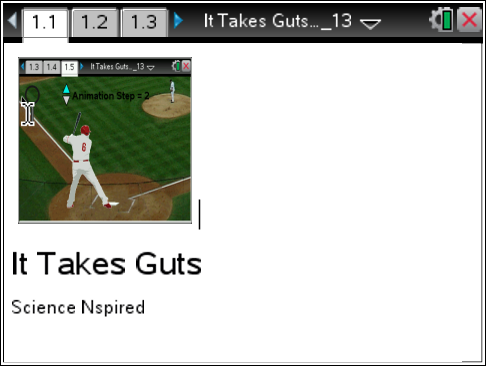 1.1 1.2 1.3 It Takes Guts..._13
1.3 1.4 1.5 It Takes Guts..._13
Animation Step = 2
6
It Takes Guts
Science Nspired